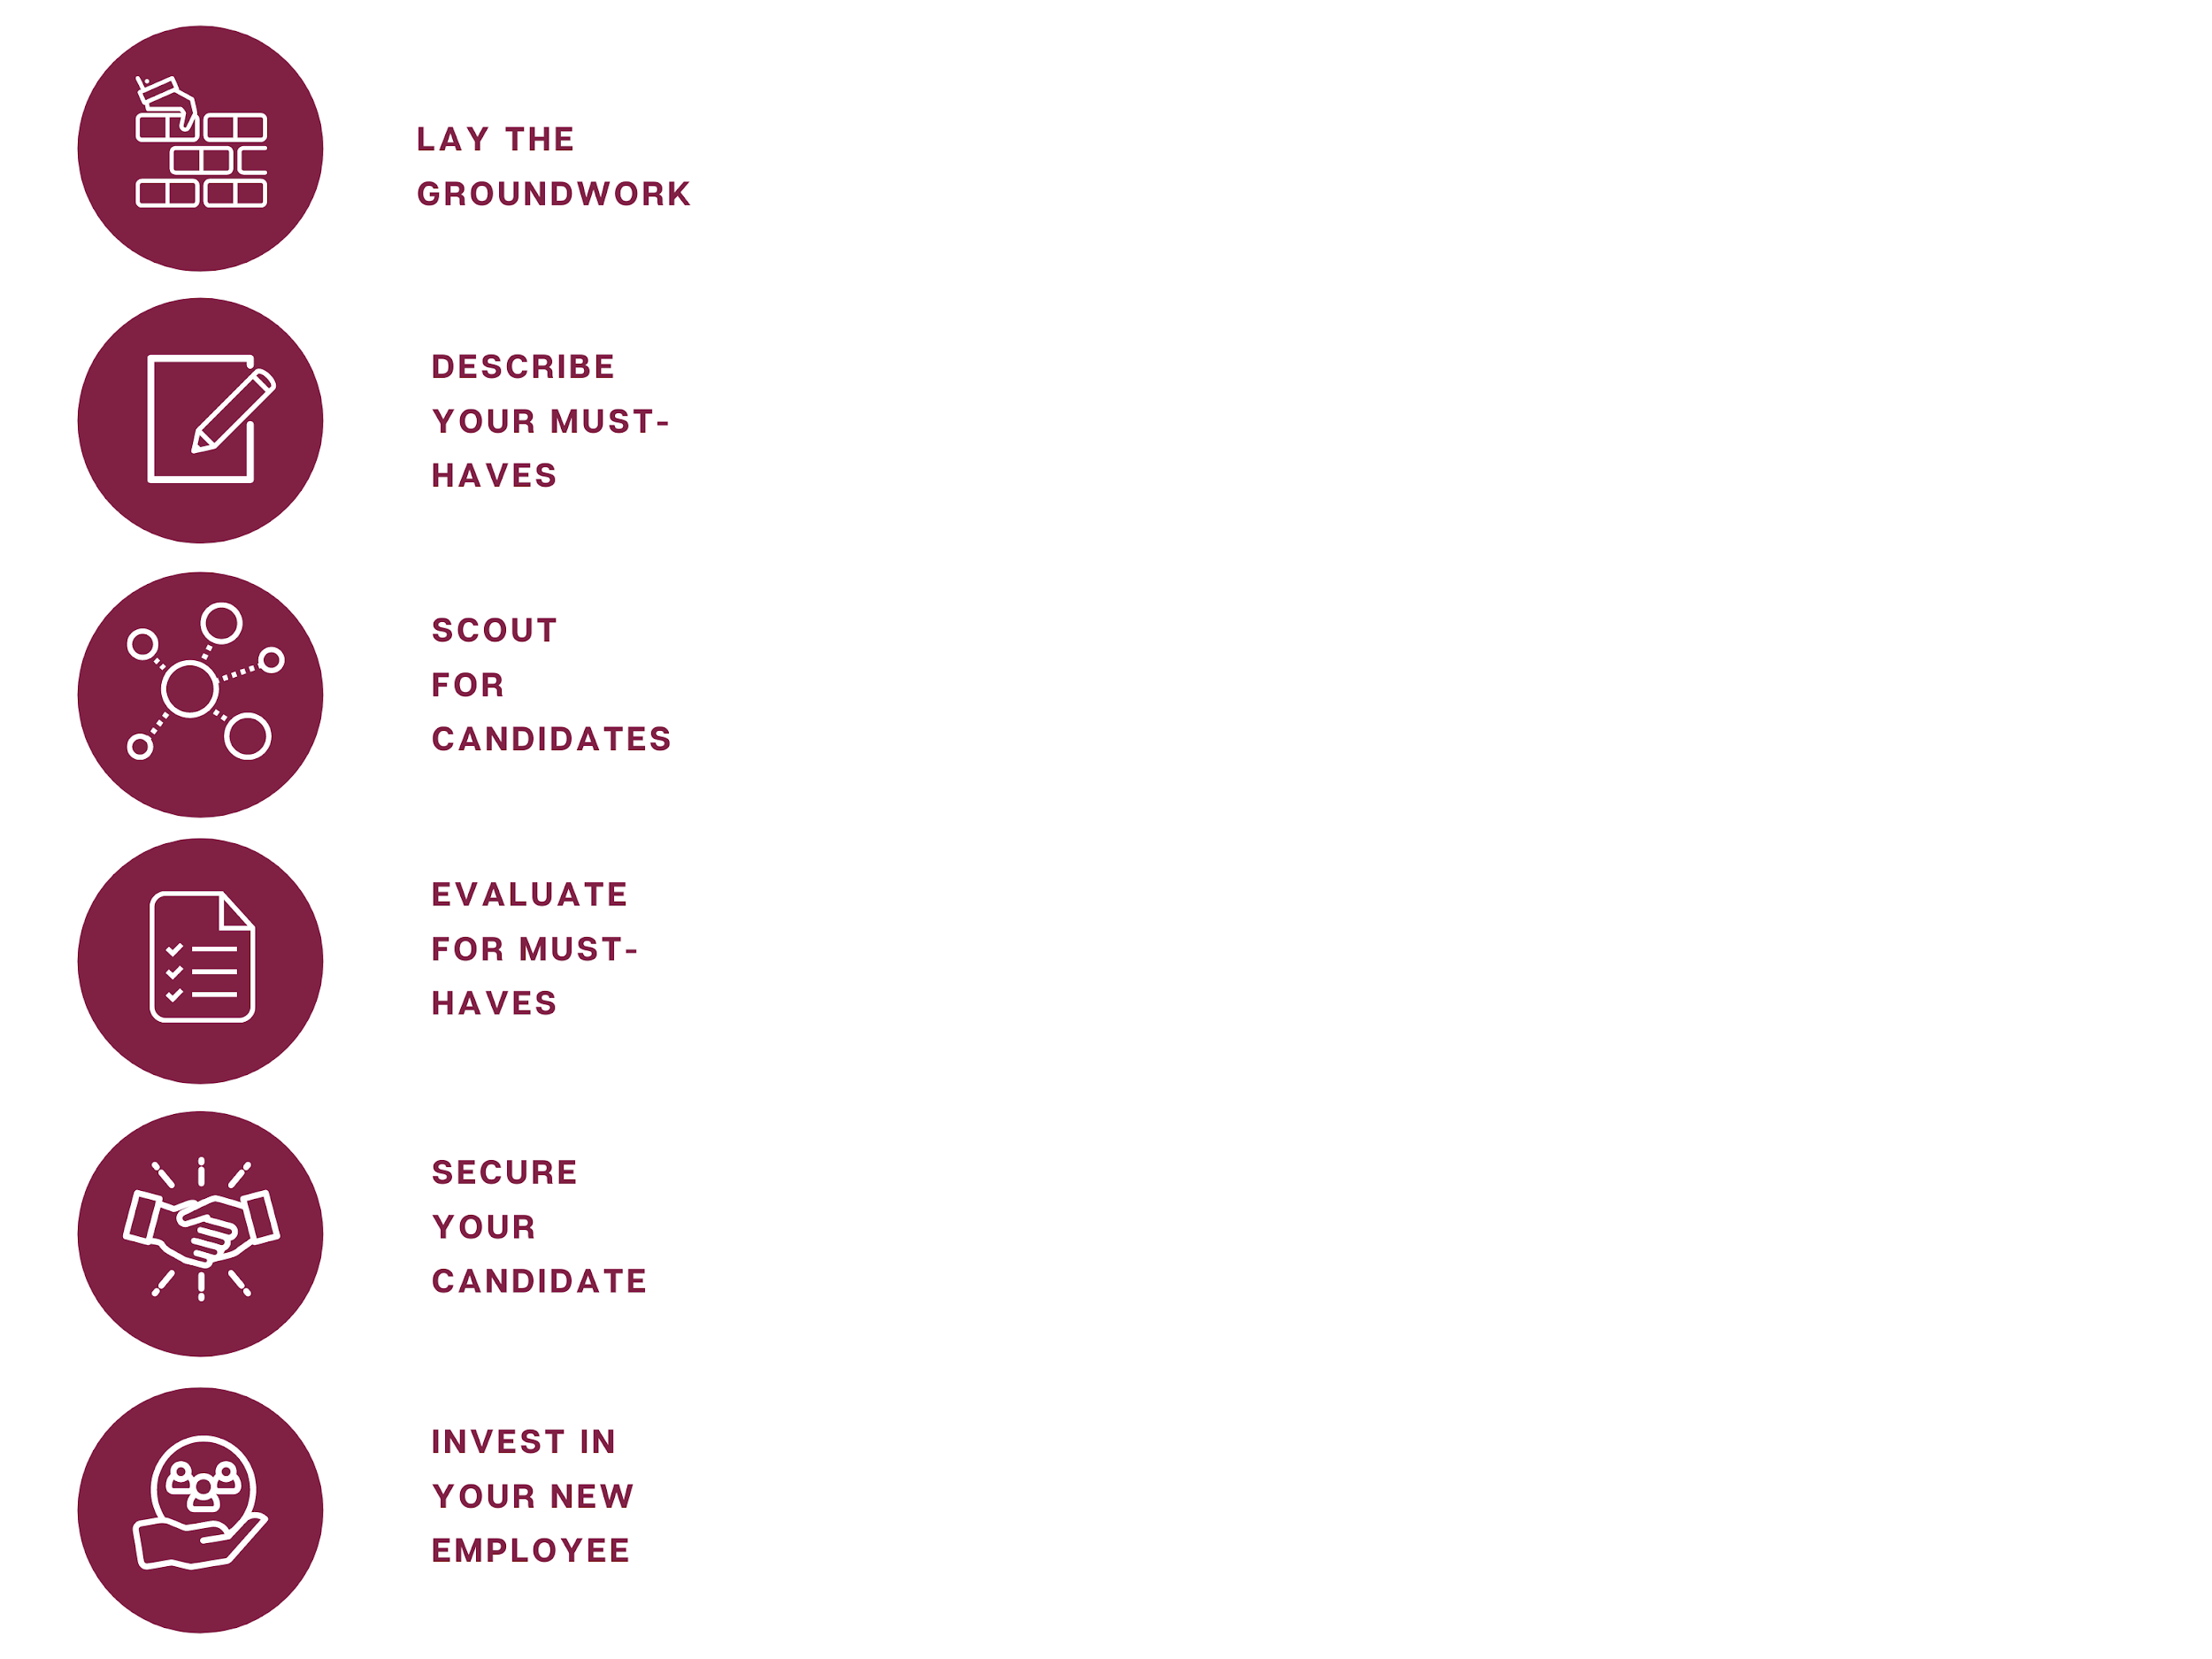 LAY THE
GROUNDWORK
DESCRIBE
YOUR MUST-
HAVES
SCOUT
FOR
CANDIDATES
EVALUATE
FOR MUST-
HAVES
SECURE
YOUR
CANDIDATE
INVEST IN
YOUR NEW
EMPLOYEE